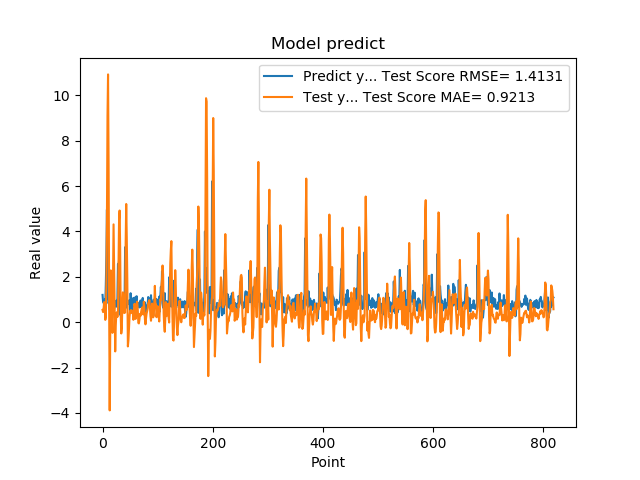 Model predict
Predict y... Test Score RMSE= 1.4131
Test y... Test Score MAE= 0.9213
Real value
10
8
6
4
2
0
−2
−4
0 200 400 600 800
Point